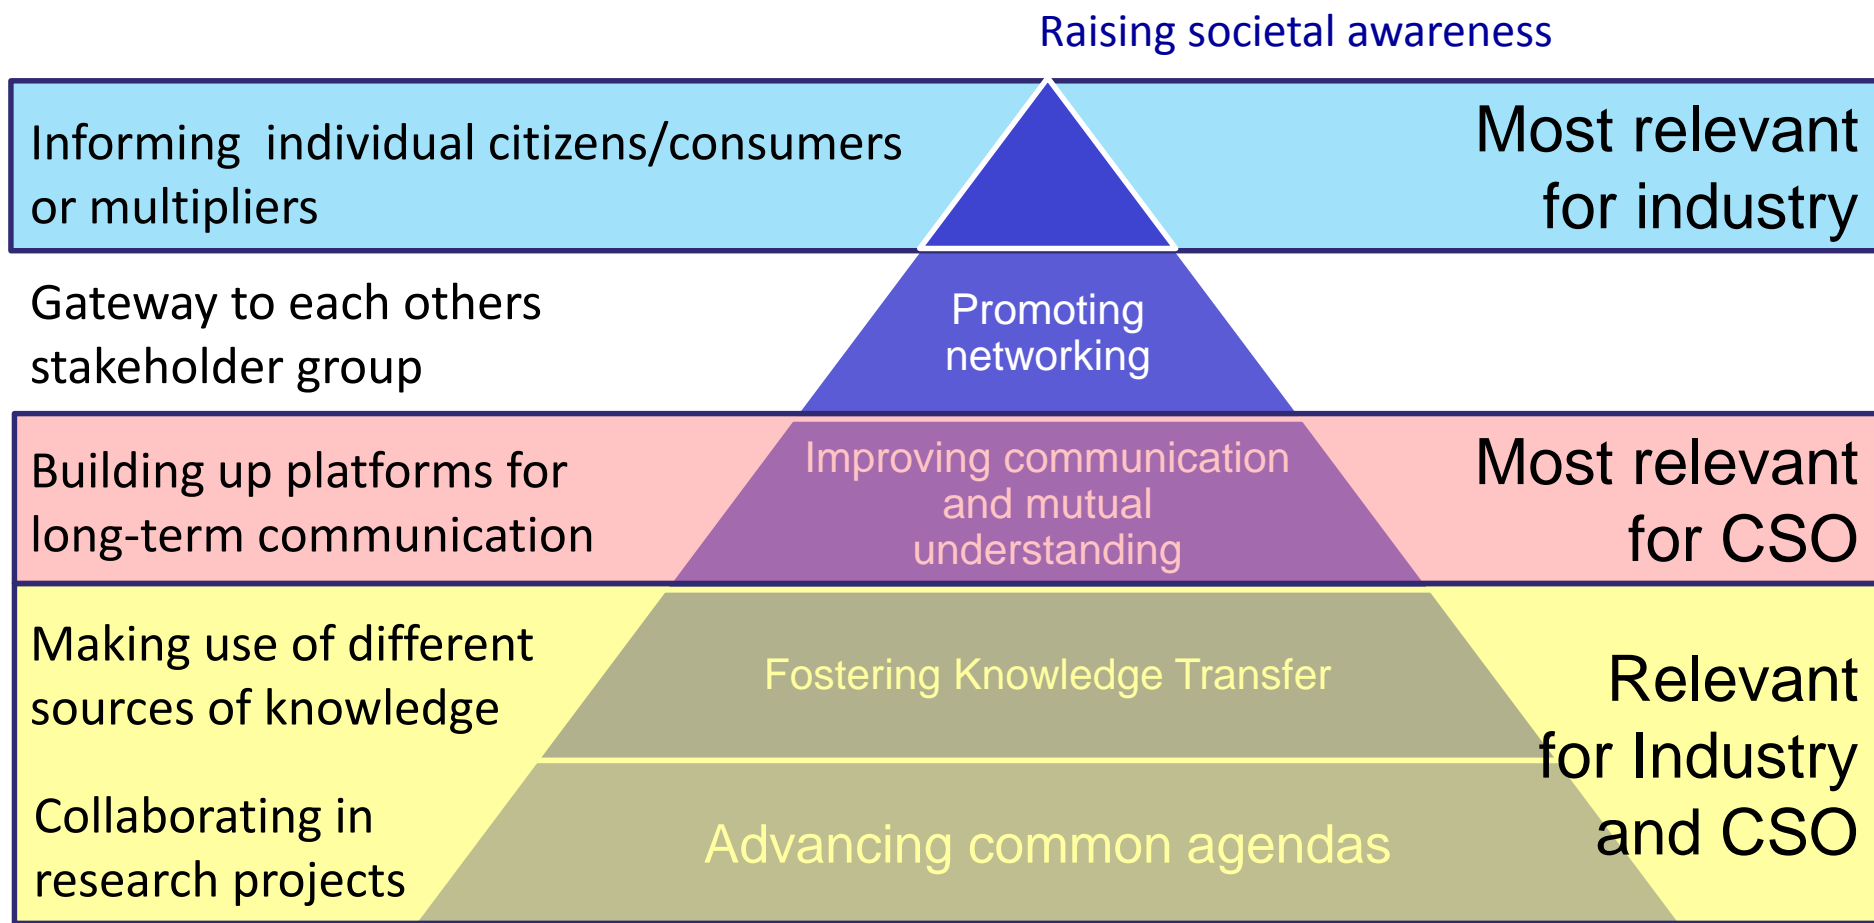 Raising societal awareness
Informing individual citizens/consumers
or multipliers
Most relevant
for industry
Gateway to each others
stakeholder group
Promoting
networking
Building up platforms for
long-term communication
Improving communication
and mutual
understanding
Most relevant
for CSO
Making use of different
sources of knowledge
Fostering Knowledge Transfer
Relevant
for Industry
and CSO
Collaborating in
research projects
Advancing common agendas